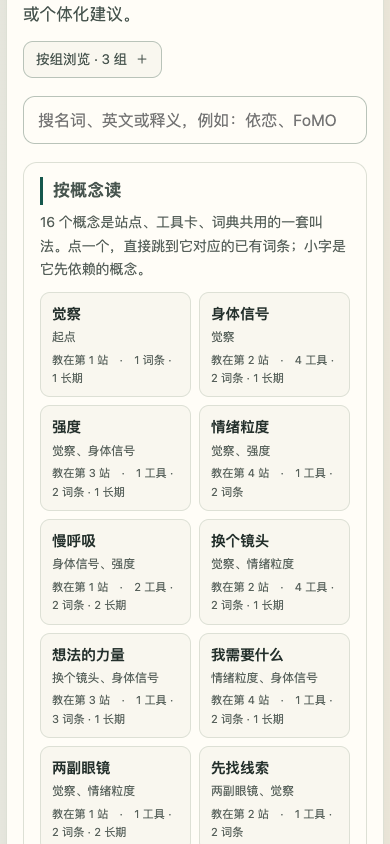 或个体化建议。
按组浏览 · 3 组 +
搜名词、英文或释义，例如：依恋、FoMO
按概念读
16 个概念是站点、工具卡、词典共用的一套叫
法。点一个，直接跳到它对应的已有词条；小字是
它先依赖的概念。
觉察
起点
教在第 1 站 · 1 词条 ·
1 长期
身体信号
觉察
教在第 2 站 · 4 工具 ·
2 词条 · 1 长期
强度
觉察、身体信号
教在第 3 站 · 1 工具 ·
2 词条 · 1 长期
情绪粒度
觉察、强度
教在第 4 站 · 1 工具 ·
2 词条
慢呼吸
身体信号、强度
教在第 1 站 · 2 工具 ·
2 词条 · 2 长期
换个镜头
觉察、情绪粒度
教在第 2 站 · 4 工具 ·
2 词条 · 1 长期
想法的力量
换个镜头、身体信号
教在第 3 站 · 1 工具 ·
3 词条 · 1 长期
我需要什么
情绪粒度、身体信号
教在第 4 站 · 1 工具 ·
2 词条 · 1 长期
两副眼镜
觉察、情绪粒度
教在第 1 站 · 1 工具 ·
2 词条 · 2 长期
先找线索
两副眼镜、觉察
教在第 2 站 · 1 工具 ·
2 词条